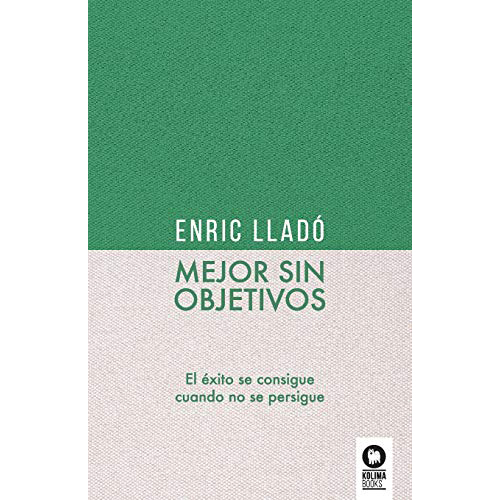 ENRIC LLADÓ
MEJOR SIN
OBJETIVOS
El éxito se consigue
cuando no se persigue
KOLIMA
BOOKS